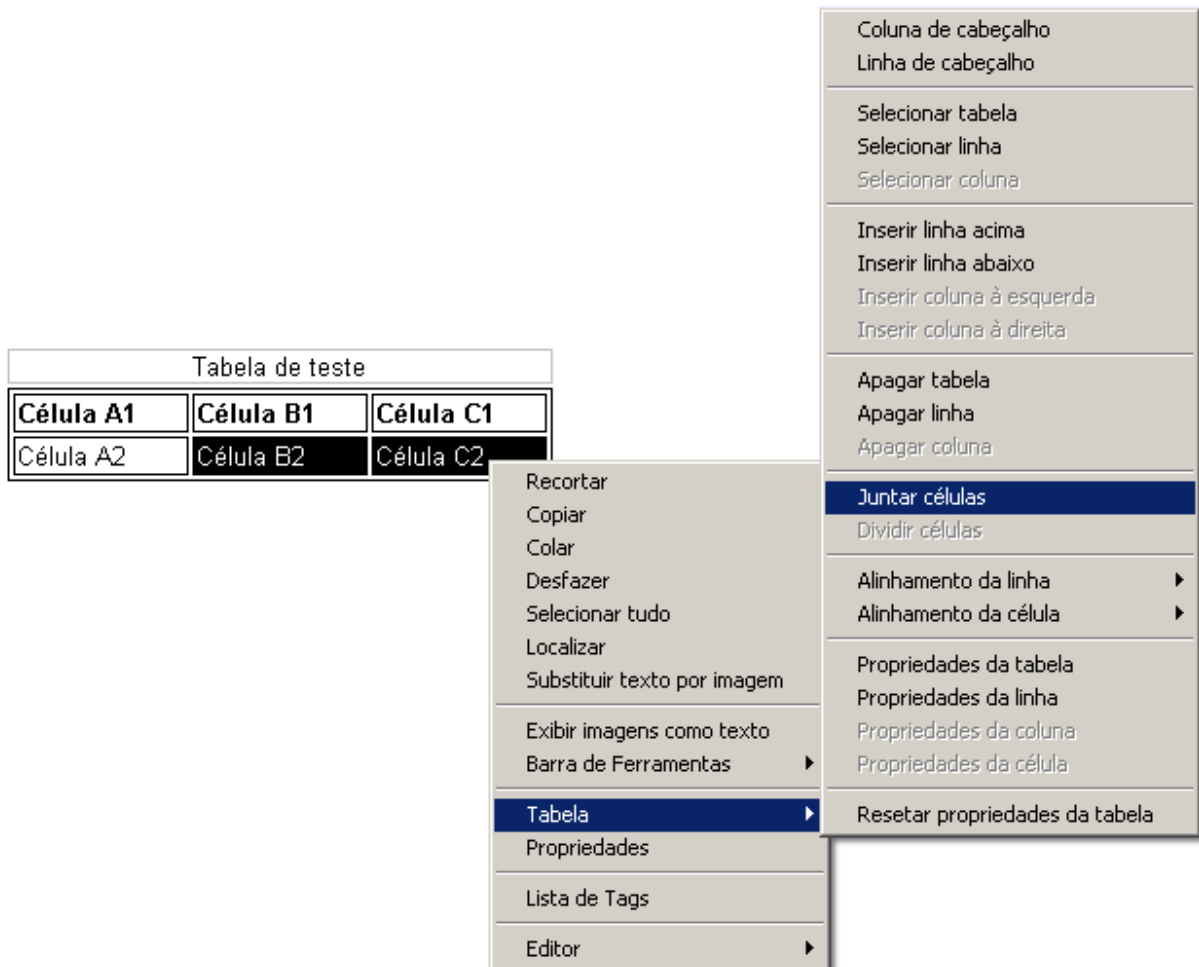 Tabela de teste
Célula A1 Célula B1 Célula C1
Célula A2 Célula B2 Célula C2
Recortar
Copiar
Colar
Desfazer
Selecionar tudo
Localizar
Substituir texto por imagem
Exibir imagens como texto
Barra de Ferramentas
Tabela
Propriedades
Lista de Tags
Editor
Coluna de cabeçalho
Linha de cabeçalho
Selecionar tabela
Selecionar linha
Selecionar coluna
Inserir linha acima
Inserir linha abaixo
Inserir coluna à esquerda
Inserir coluna à direita
Apagar tabela
Apagar linha
Apagar coluna
Juntar células
Dividir células
Alinhamento da linha
Alinhamento da célula
Propriedades da tabela
Propriedades da linha
Propriedades da coluna
Propriedades da célula
Resetar propriedades da tabela